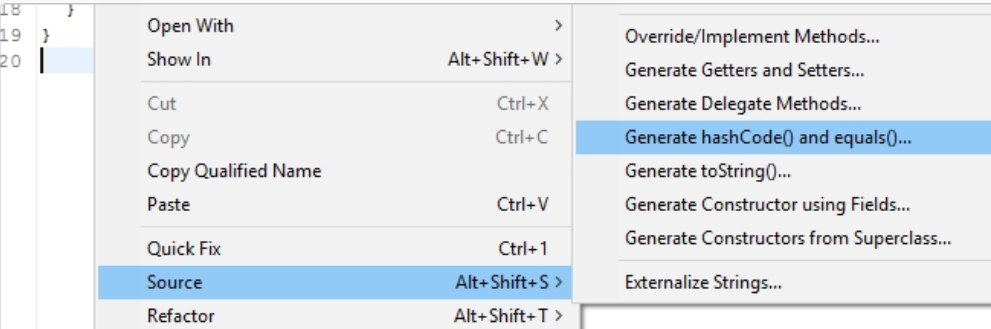 18 }
19 }
20
Open With >
Show In Alt+Shift+W >
Cut Ctrl+X
Copy Ctrl+C
Copy Qualified Name
Paste Ctrl+V
Quick Fix Ctrl+1
Source Alt+Shift+S >
Refactor Alt+Shift+T >
Override/Implement Methods...
Generate Getters and Setters...
Generate Delegate Methods...
Generate hashCode() and equals()...
Generate toString()...
Generate Constructor using Fields...
Generate Constructors from Superclass...
Externalize Strings...